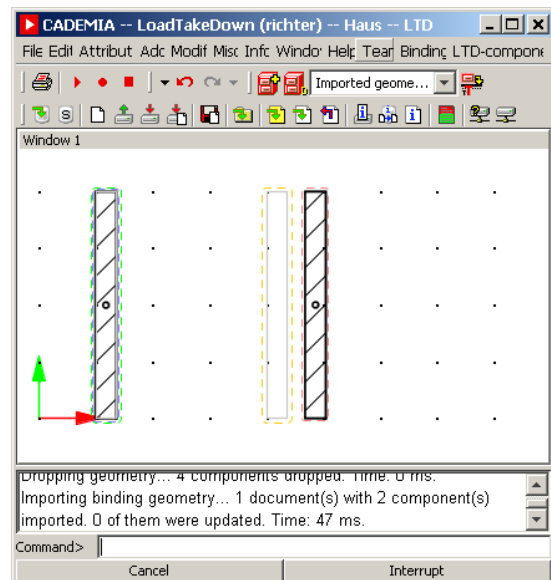 CADEMIA -- LoadTakeDown (richter) -- Haus -- LTD
File Edit Attribut Adc Modif Misc Infc Windo Help Tear Binding LTD-compone
Imported geome...
S
Window 1
Dropping geometry... 4 components dropped. Time: 0 ms.
Importing binding geometry... 1 document(s) with 2 component(s)
imported. 0 of them were updated. Time: 47 ms.
Command>
Cancel Interrupt